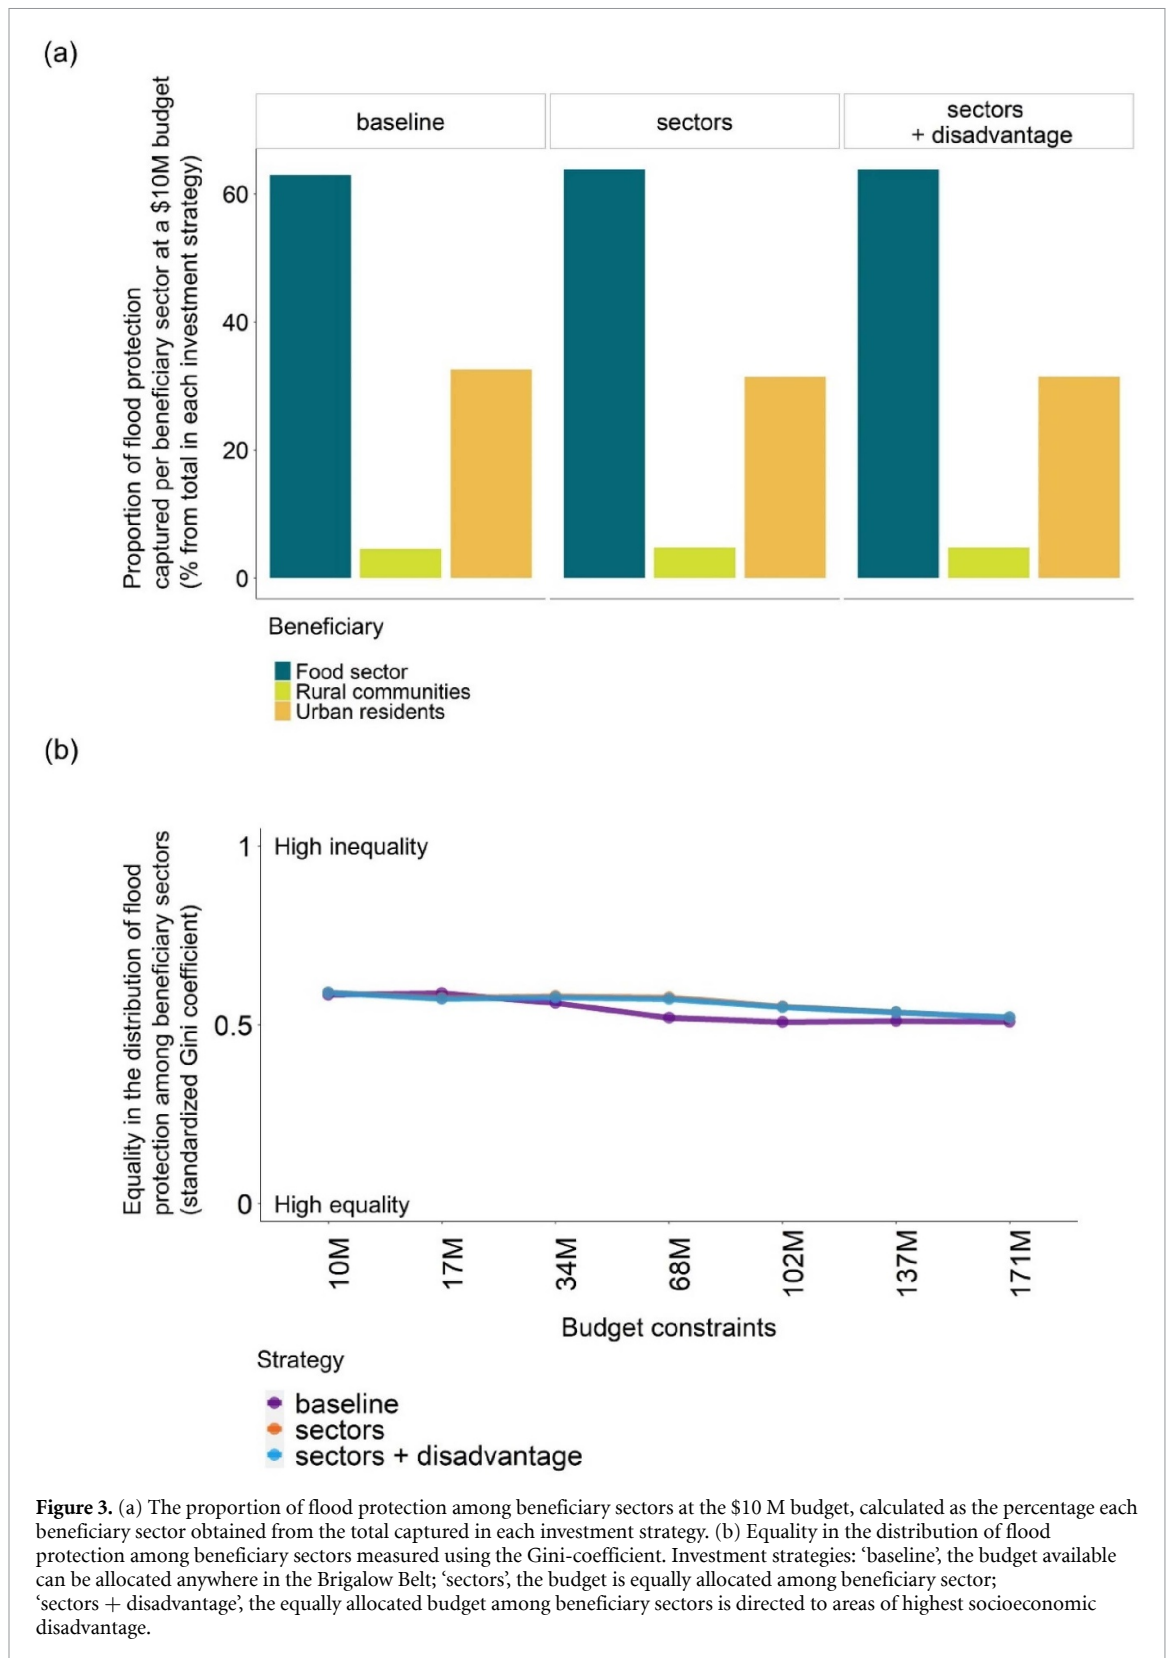 (a)
Proportion of flood protection
captured per beneficiary sector at a $10M budget
(% from total in each investment strategy)
baseline
sectors
sectors
+ disadvantage
60
40
20
0
Beneficiary
Food sector
Rural communities
Urban residents
(b)
Equality in the distribution of flood
protection among beneficiary sectors
(standardized Gini coefficient)
1
High inequality
0.5
0
High equality
10M
17M
34M
68M
102M
137M
171M
Budget constraints
Strategy
baseline
sectors
sectors + disadvantage
Figure 3. (a) The proportion of flood protection among beneficiary sectors at the $10 M budget, calculated as the percentage each
beneficiary sector obtained from the total captured in each investment strategy. (b) Equality in the distribution of flood
protection among beneficiary sectors measured using the Gini-coefficient. Investment strategies: ‘baseline’, the budget available
can be allocated anywhere in the Brigalow Belt; ‘sectors’, the budget is equally allocated among beneficiary sector;
‘sectors + disadvantage’, the equally allocated budget among beneficiary sectors is directed to areas of highest socioeconomic
disadvantage.